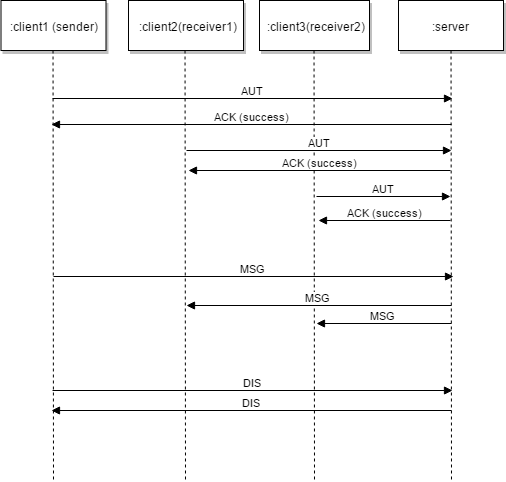 :client1 (sender)
:client2(receiver1)
:client3(receiver2)
:server
AUT
ACK (success)
AUT
ACK (success)
AUT
ACK (success)
MSG
MSG
MSG
DIS
DIS